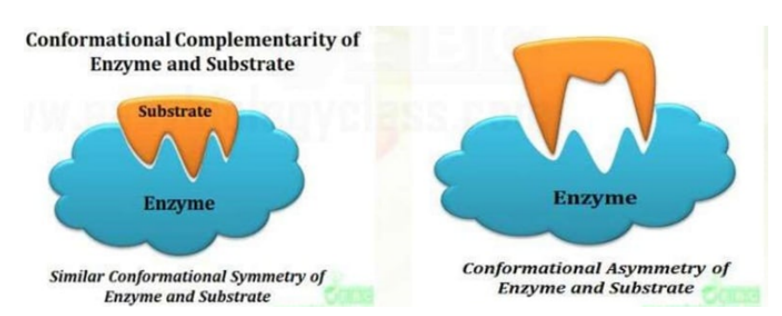 Conformational Complementarity of
Enzyme and Substrate
Substrate
Enzyme
Similar Conformational Symmetry of
Enzyme and Substrate
Enzyme
Conformational Asymmetry of
Enzyme and Substrate